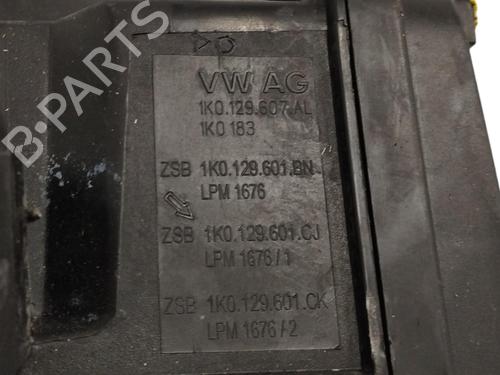 VW AG
1K0.129.607.AL
1K0 183
ZSB 1K0.129.601.BN
LPM 1676
ZSB 1K0.129.601.CJ
LPM 1676/1
ZSB 1K0.129.601.CK
LPM 1676/2
B-PARTS